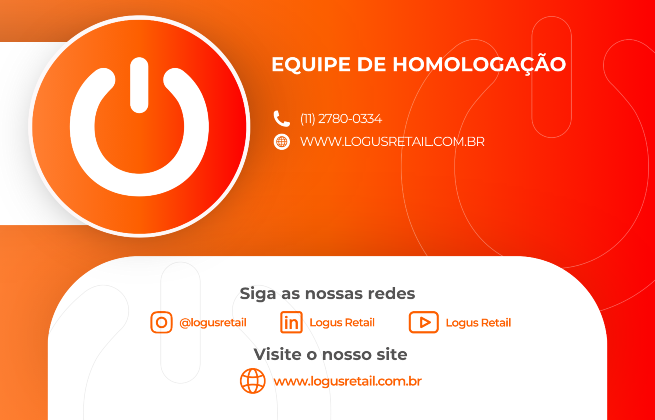 EQUIPE DE HOMOLOGAÇÃO
(11) 2780-0334
WWW.LOGUSRETAIL.COM.BR
Siga as nossas redes
@logusretail Logus Retail Logus Retail
Visite o nosso site
www.logusretail.com.br